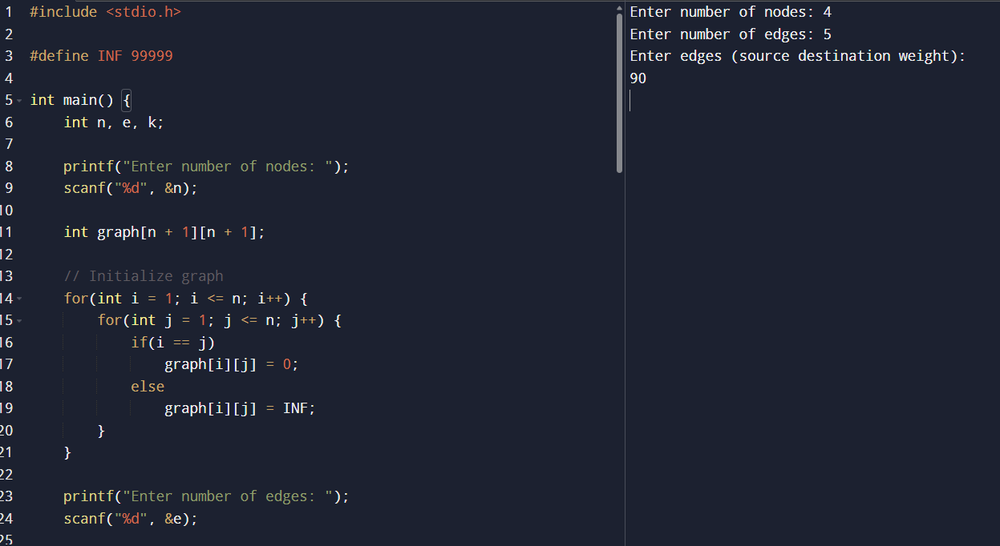 1 #include <stdio.h>
2
3 #define INF 99999
4
5 int main() {
6     int n, e, k;
7
8     printf("Enter number of nodes: ");
9     scanf("%d", &n);
10
11     int graph[n + 1][n + 1];
12
13     // Initialize graph
14     for(int i = 1; i <= n; i++) {
15         for(int j = 1; j <= n; j++) {
16             if(i == j)
17                 graph[i][j] = 0;
18             else
19                 graph[i][j] = INF;
20         }
21     }
22
23     printf("Enter number of edges: ");
24     scanf("%d", &e);
25
Enter number of nodes: 4
Enter number of edges: 5
Enter edges (source destination weight):
90